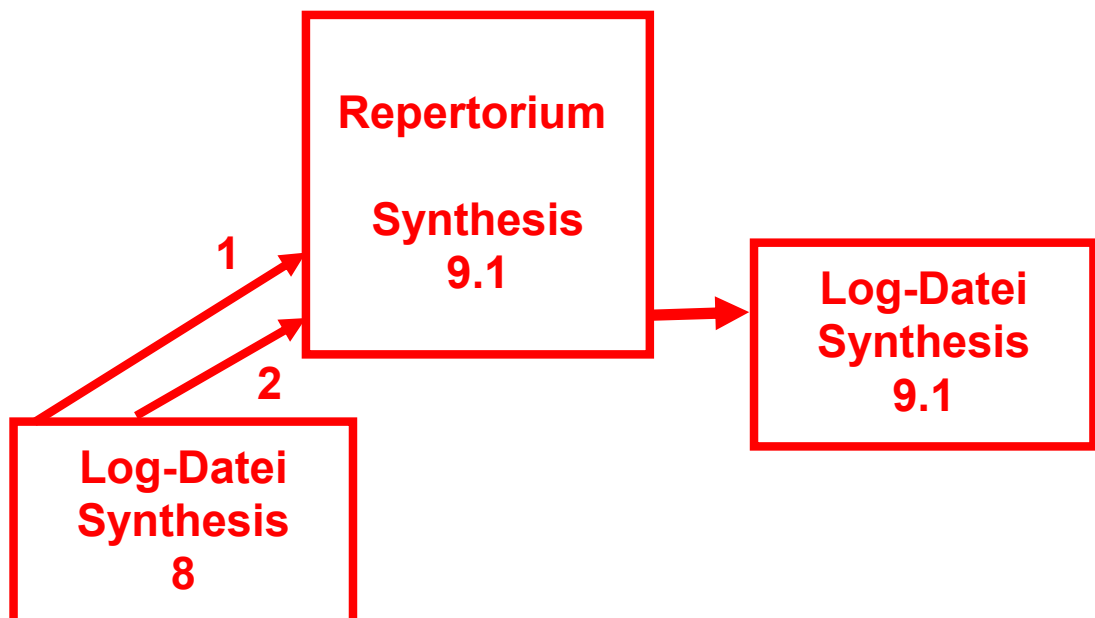 Repertorium
Synthesis
9.1
1
2
Log-Datei
Synthesis
9.1
Log-Datei
Synthesis
8